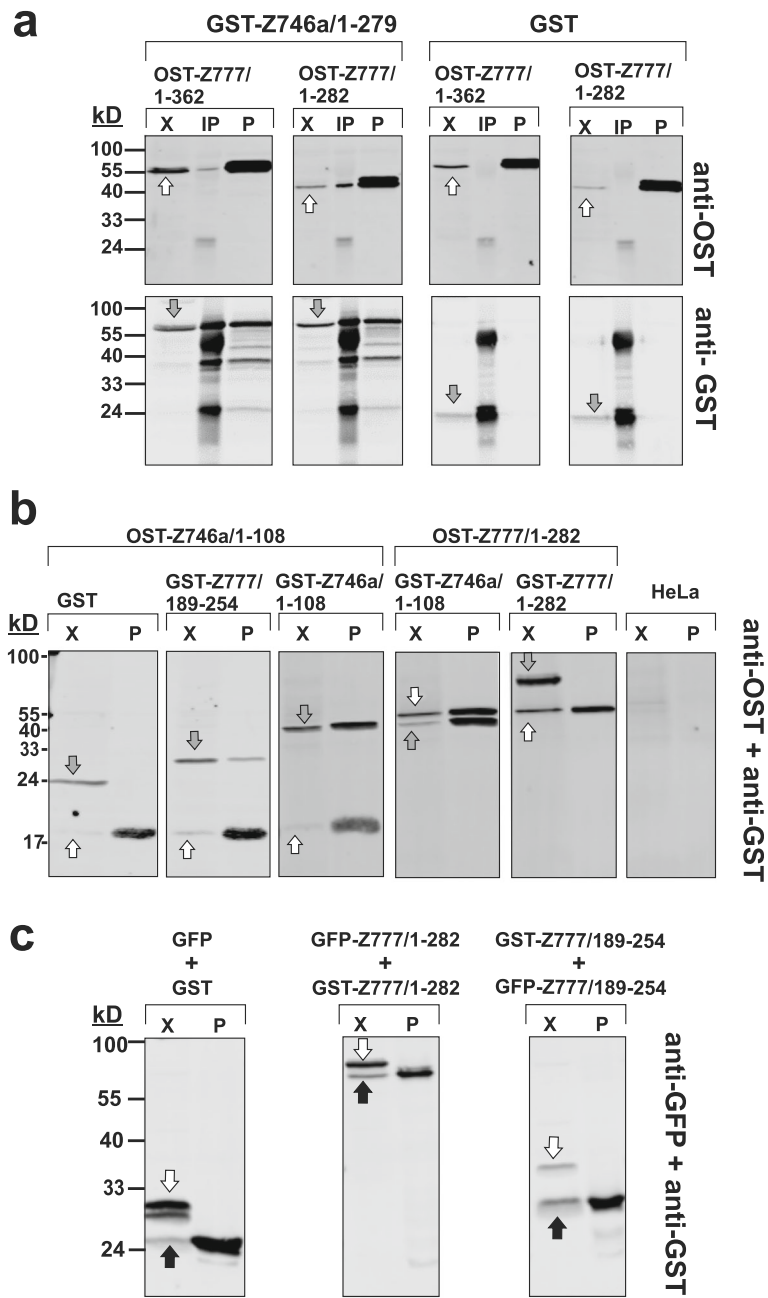 a
GST-Z746a/1-279 GST
OST-Z777/ OST-Z777/ OST-Z777/ OST-Z777/
1-362 1-282 1-362 1-282
kD X IP P X IP P X IP P X IP P
100
55
40
33
24
anti-OST
100
55
40
33
24
anti- GST
b
OST-Z746a/1-108 OST-Z777/1-282
GST GST-Z777/ GST-Z746a/ GST-Z746a/ GST-Z777/ HeLa
189-254 1-108 1-108 1-282
kD X P X P X P X P X P X P
100
55
40
33
24
17
anti-OST + anti-GST
c
GFP GFP-Z777/1-282 GST-Z777/189-254
+ + +
GST GST-Z777/1-282 GFP-Z777/189-254
kD X P X P X P
100
55
40
33
24
anti-GFP + anti-GST